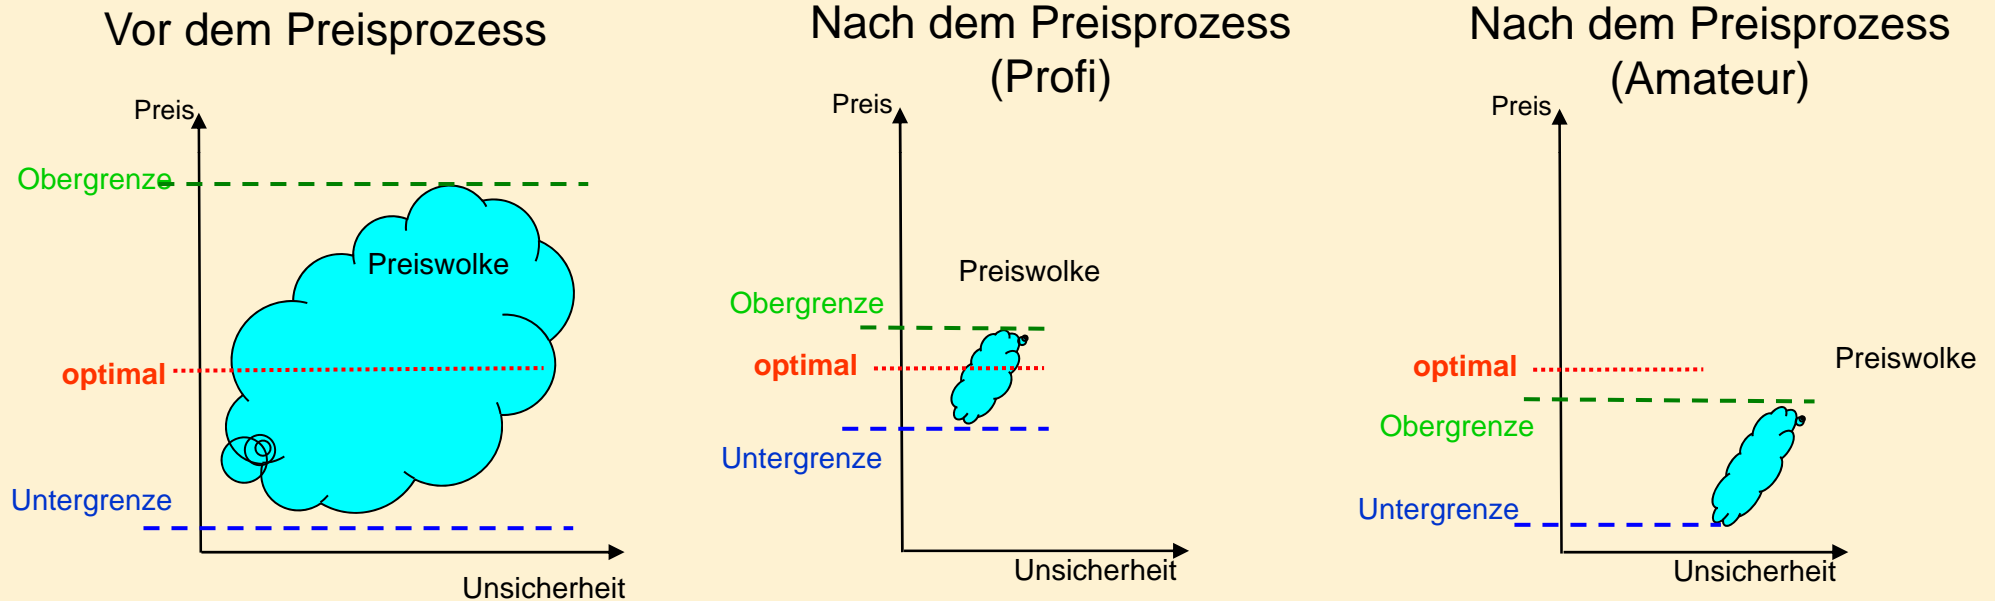 Vor dem Preisprozess
Preis
Obergrenze
Preiswolke
optimal
Untergrenze
Unsicherheit
Nach dem Preisprozess
(Profi)
Preis
Preiswolke
Obergrenze
optimal
Untergrenze
Unsicherheit
Nach dem Preisprozess
(Amateur)
Preis
Preiswolke
optimal
Obergrenze
Untergrenze
Unsicherheit